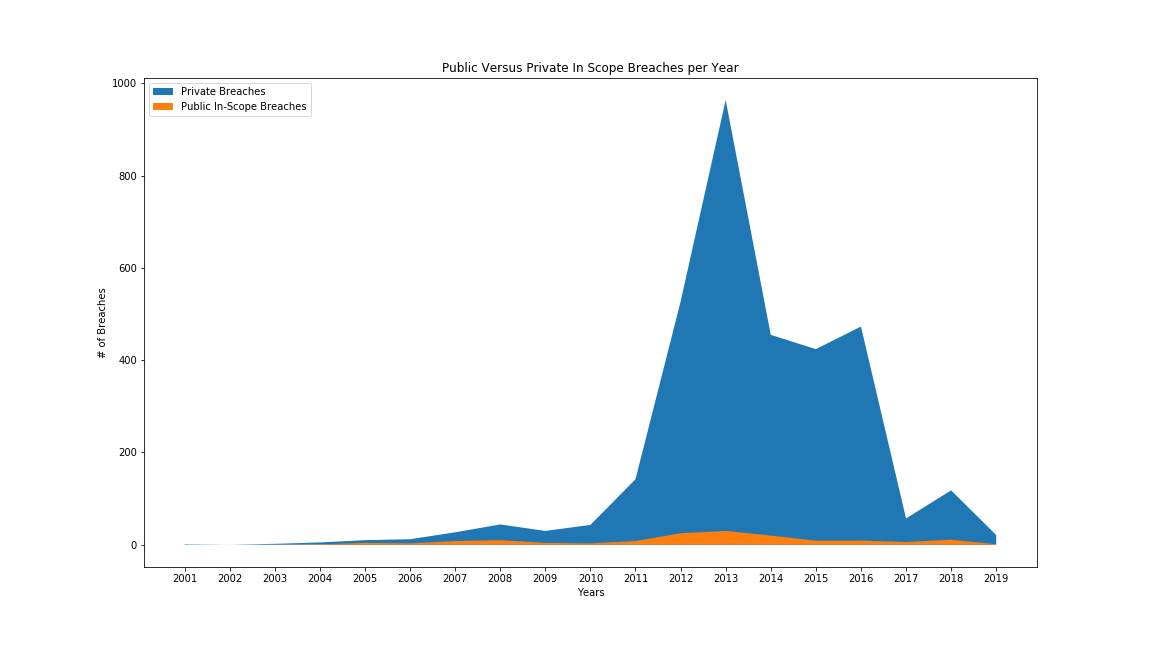 Public Versus Private In Scope Breaches per Year
Private Breaches
Public In-Scope Breaches
1000
800
600
400
200
0
# of Breaches
2001 2002 2003 2004 2005 2006 2007 2008 2009 2010 2011 2012 2013 2014 2015 2016 2017 2018 2019
Years